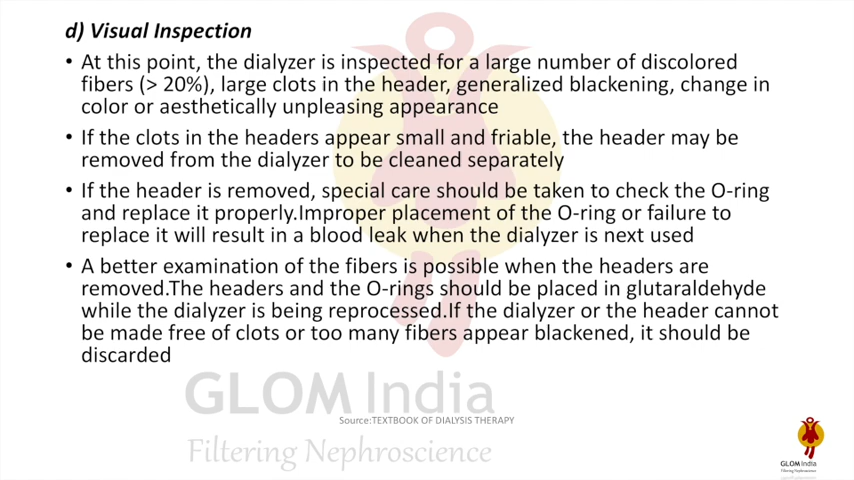 d) Visual Inspection
• At this point, the dialyzer is inspected for a large number of discolored
fibers (> 20%), large clots in the header, generalized blackening, change in
color or aesthetically unpleasing appearance
• If the clots in the headers appear small and friable, the header may be
removed from the dialyzer to be cleaned separately
• If the header is removed, special care should be taken to check the O-ring
and replace it properly.Improper placement of the O-ring or failure to
replace it will result in a blood leak when the dialyzer is next used
• A better examination of the fibers is possible when the headers are
removed.The headers and the O-rings should be placed in glutaraldehyde
while the dialyzer is being reprocessed.If the dialyzer or the header cannot
be made free of clots or too many fibers appear blackened, it should be
discarded
GLOM India
Source:TEXTBOOK OF DIALYSIS THERAPY
Filtering Nephroscience
GLOM India
Filtering Nephroscience